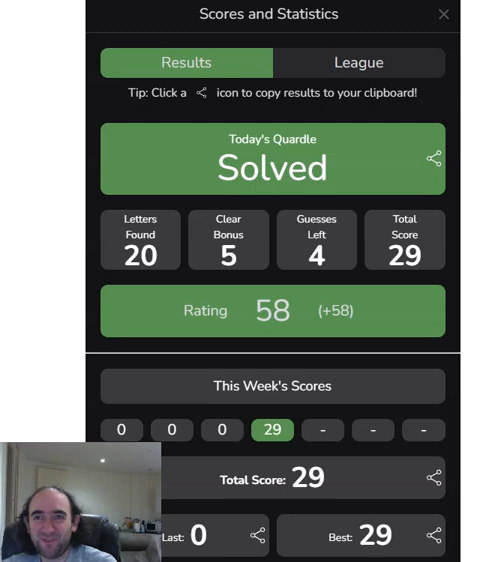 Scores and Statistics
Results League
Tip: Click a icon to copy results to your clipboard!
Today's Quardle
Solved
Letters Found 20
Clear Bonus 5
Guesses Left 4
Total Score 29
Rating 58 (+58)
This Week's Scores
0 0 0 29 - - -
Total Score: 29
Last: 0 Best: 29